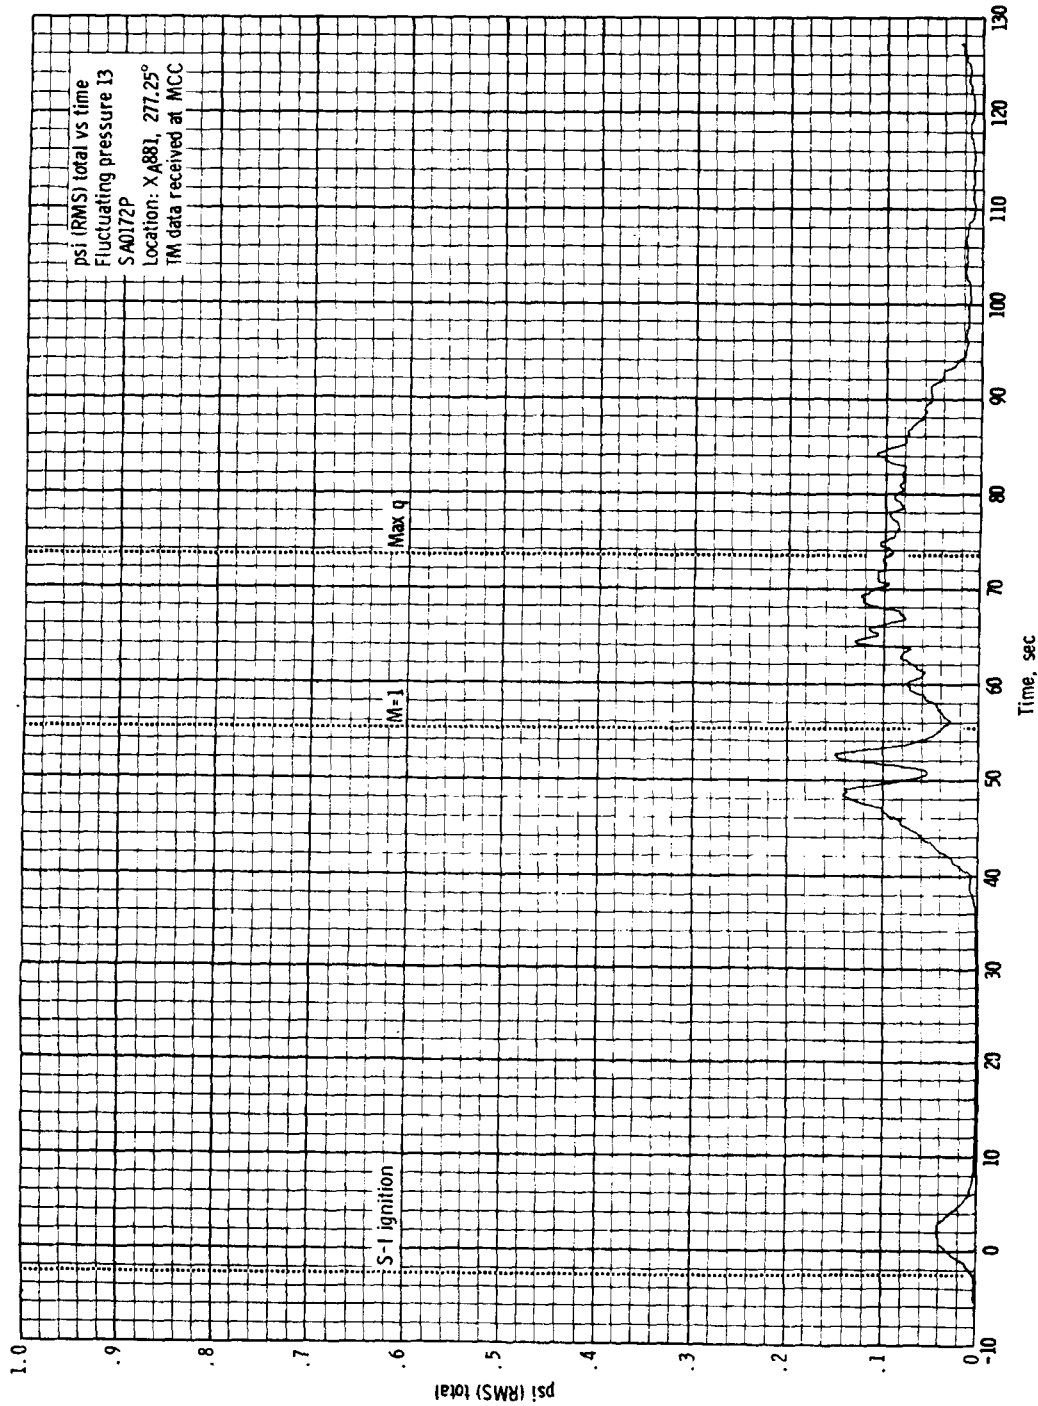 psi (RMS) total vs time
Fluctuating pressure 13
SA0172P
Location: XA881, 277.25°
TM data received at MCC
S-I ignition
M=1
Max q
psi (RMS) total
1.0
.9
.8
.7
.6
.5
.4
.3
.2
.1
0
-10
0
10
20
30
40
50
60
70
80
90
100
110
120
130
Time, sec